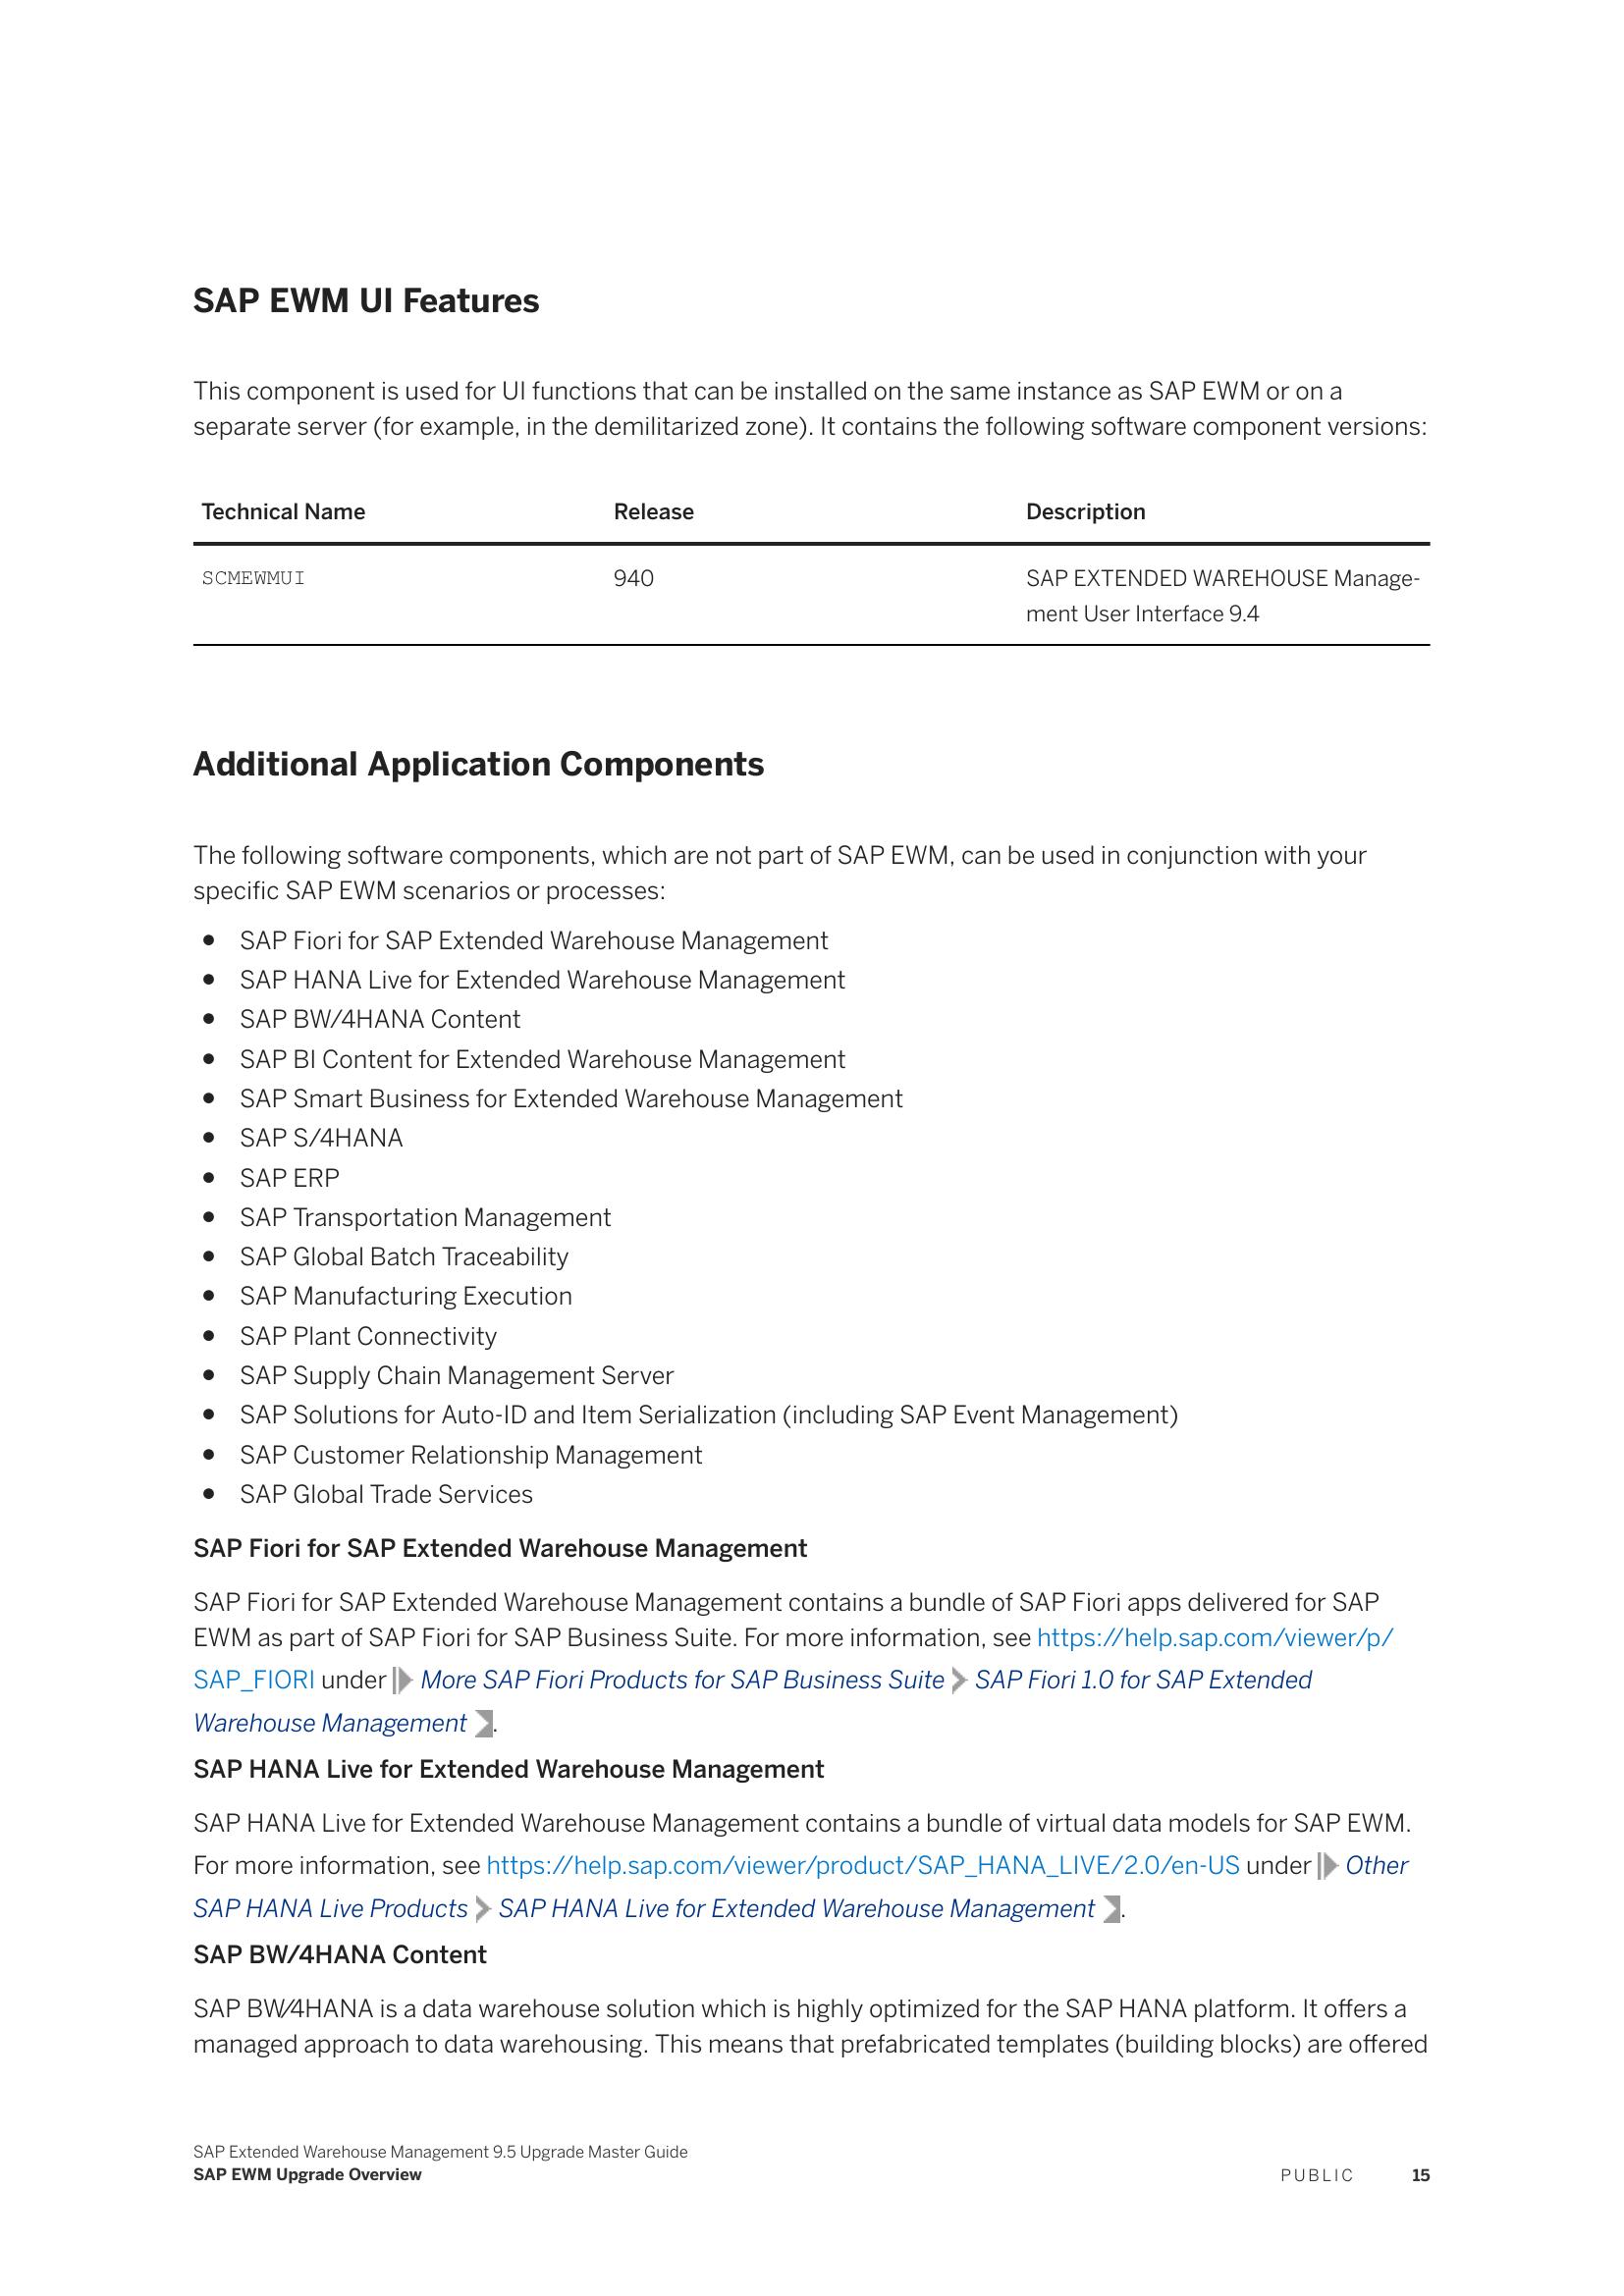 SAP EWM UI Features
This component is used for UI functions that can be installed on the same instance as SAP EWM or on a
separate server (for example, in the demilitarized zone). It contains the following software component versions:
Technical Name Release Description
SCMEWMUI 940 SAP EXTENDED WAREHOUSE Manage-
ment User Interface 9.4
Additional Application Components
The following software components, which are not part of SAP EWM, can be used in conjunction with your
specific SAP EWM scenarios or processes:
• SAP Fiori for SAP Extended Warehouse Management
• SAP HANA Live for Extended Warehouse Management
• SAP BW/4HANA Content
• SAP BI Content for Extended Warehouse Management
• SAP Smart Business for Extended Warehouse Management
• SAP S/4HANA
• SAP ERP
• SAP Transportation Management
• SAP Global Batch Traceability
• SAP Manufacturing Execution
• SAP Plant Connectivity
• SAP Supply Chain Management Server
• SAP Solutions for Auto-ID and Item Serialization (including SAP Event Management)
• SAP Customer Relationship Management
• SAP Global Trade Services
SAP Fiori for SAP Extended Warehouse Management
SAP Fiori for SAP Extended Warehouse Management contains a bundle of SAP Fiori apps delivered for SAP
EWM as part of SAP Fiori for SAP Business Suite. For more information, see https://help.sap.com/viewer/p/
SAP_FIORI under More SAP Fiori Products for SAP Business Suite SAP Fiori 1.0 for SAP Extended
Warehouse Management .
SAP HANA Live for Extended Warehouse Management
SAP HANA Live for Extended Warehouse Management contains a bundle of virtual data models for SAP EWM.
For more information, see https://help.sap.com/viewer/product/SAP_HANA_LIVE/2.0/en-US under Other
SAP HANA Live Products SAP HANA Live for Extended Warehouse Management .
SAP BW/4HANA Content
SAP BW/4HANA is a data warehouse solution which is highly optimized for the SAP HANA platform. It offers a
managed approach to data warehousing. This means that prefabricated templates (building blocks) are offered
SAP Extended Warehouse Management 9.5 Upgrade Master Guide
SAP EWM Upgrade Overview PUBLIC 15